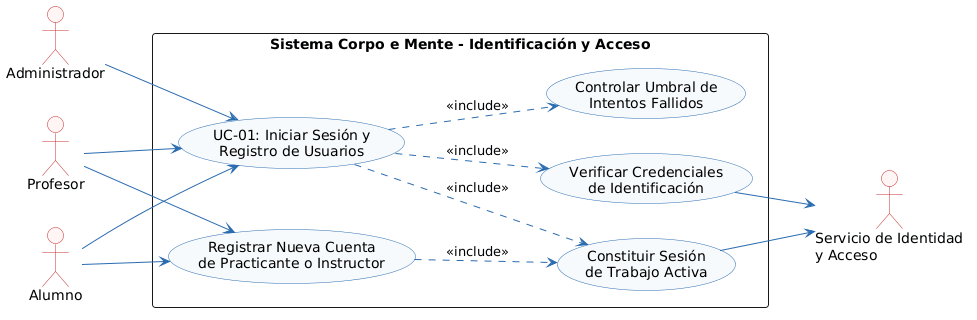 Administrador
Profesor
Alumno
Sistema Corpo e Mente - Identificación y Acceso
UC-01: Iniciar Sesión y
Registro de Usuarios
Registrar Nueva Cuenta
de Practicante o Instructor
«include»
«include»
«include»
«include»
Controlar Umbral de
Intentos Fallidos
Verificar Credenciales
de Identificación
Constituir Sesión
de Trabajo Activa
Servicio de Identidad
y Acceso